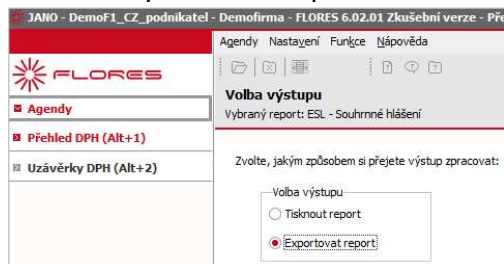 JANO - DemoF1_CZ_podnikatel - Demofirma - FLORES 6.02.01 Zkušební verze - Pře
Agendy Nastavení Funkce Nápověda
FLORES
Volba výstupu
Vybraný report: ESL - Souhrnné hlášení
Agendy
Přehled DPH (Alt+1)
Uzávěrky DPH (Alt+2)
Zvolte, jakým způsobem si přejete výstup zpracovat:
Volba výstupu
Tisknout report
Exportovat report